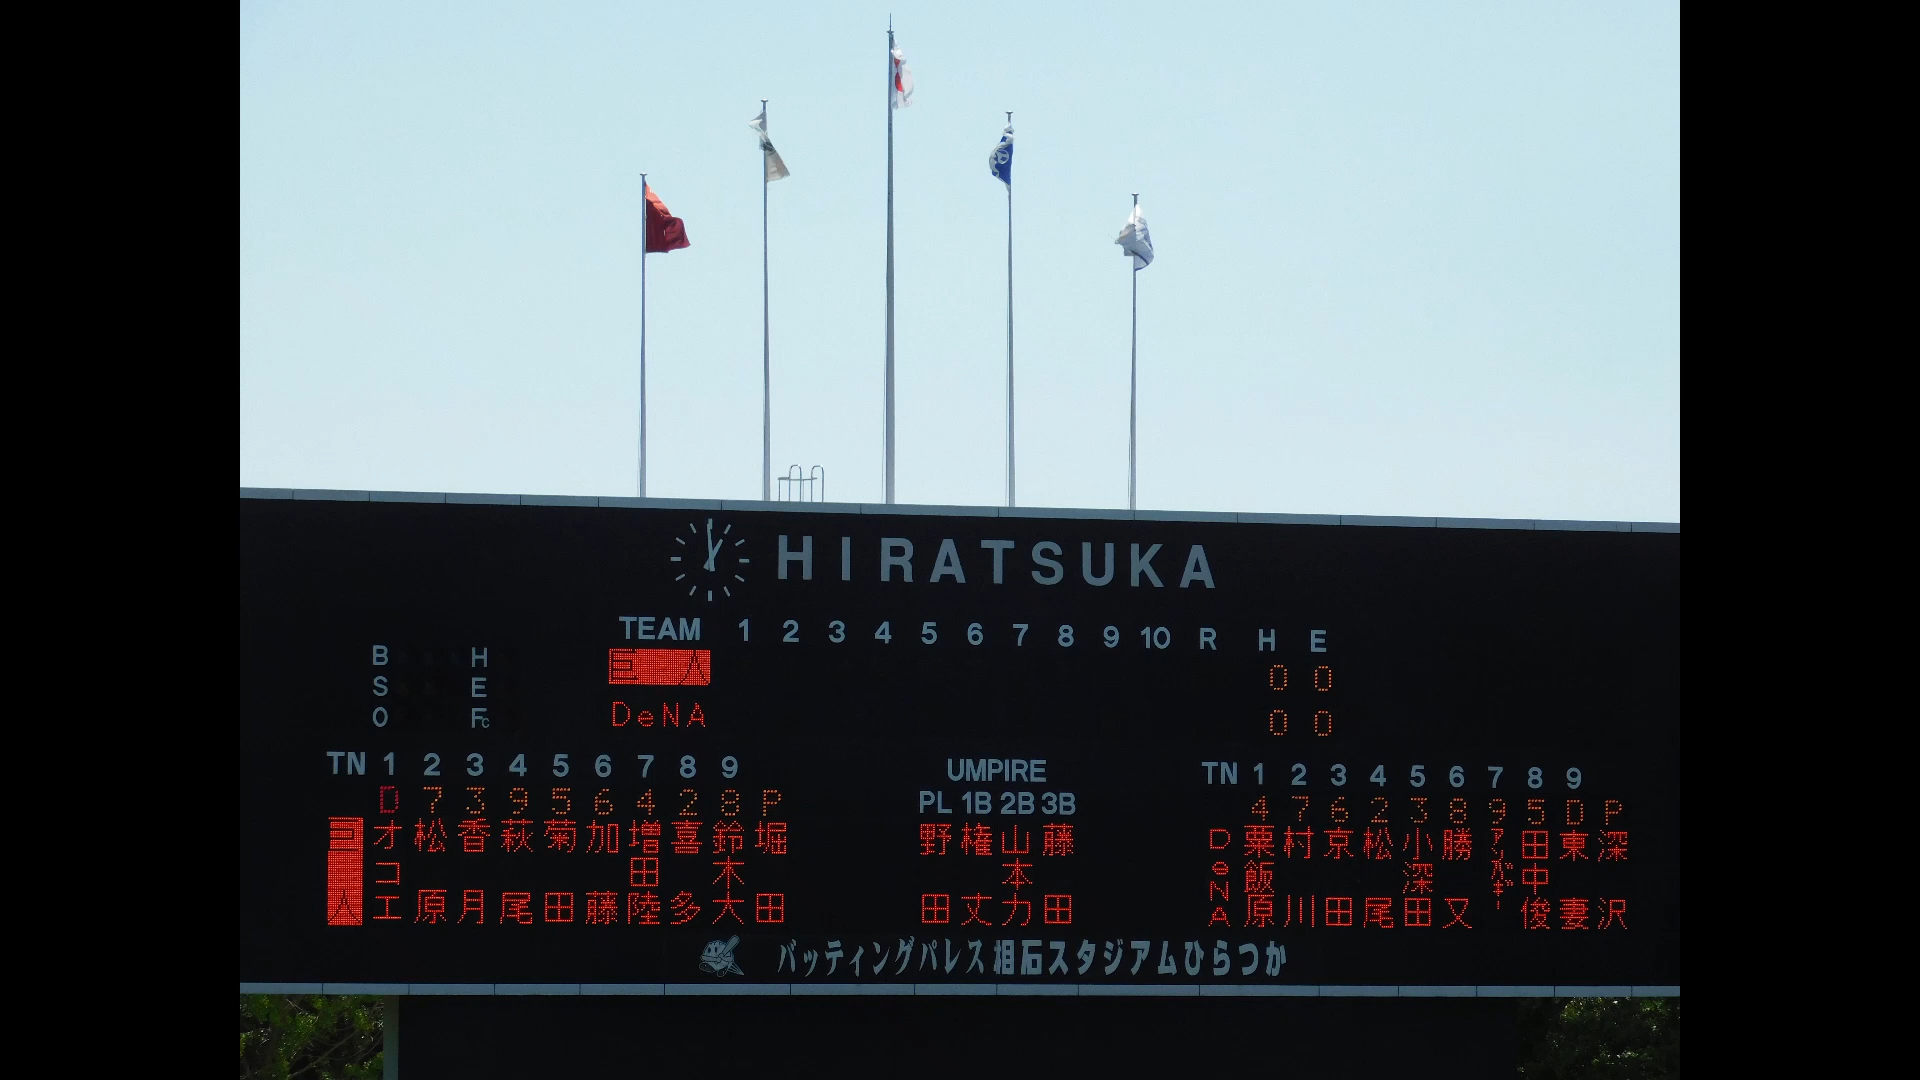 HIRATSUKA
TEAM 1 2 3 4 5 6 7 8 9 10 R H E
B H
巨人 0 0
S E
DeNA 0 0
O Fc
TN 1 2 3 4 5 6 7 8 9
D 7 3 9 5 6 4 2 8 P
巨人 オコエ 松原 香月 萩尾 菊田 加藤 増田陸 喜多 鈴木大 堀田
UMPIRE
PL 1B 2B 3B
野田 権丈 山本力 藤田
TN 1 2 3 4 5 6 7 8 9
4 7 6 2 3 8 9 5 D P
DeNA 粟飯原 村川 京田 松尾 小深田 勝又 田中俊 東妻 深沢
バッティングパレス相石スタジアムひらつか